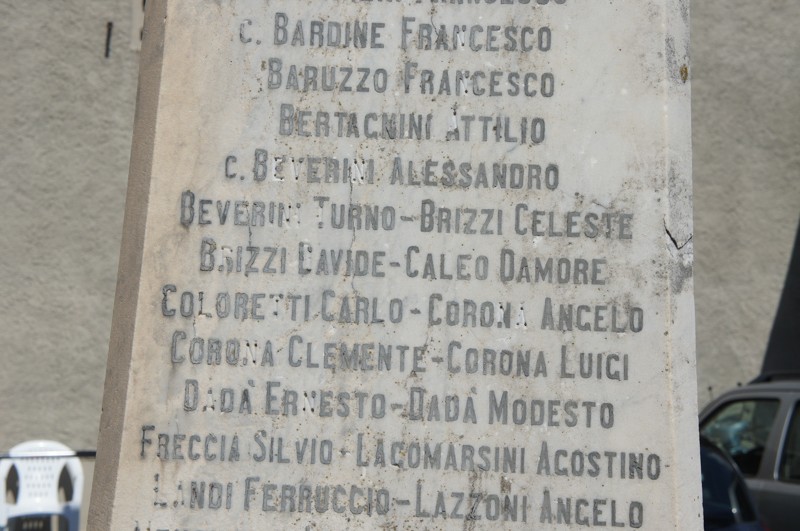 FRANCESCO
C. BARDINE FRANCESCO
BARUZZO FRANCESCO
BERTAGNINI ATTILIO
C. BEVERINI ALESSANDRO
BEVERINI TURNO-BRIZZI CELESTE
BRIZZI DAVIDE-CALEO DAMORE
COLORETTI CARLO-CORONA ANGELO
CORONA CLEMENTE-CORONA LUIGI
DADÀ ERNESTO-DADÀ MODESTO
FRECCIA SILVIO-LAGOMARSINI AGOSTINO
LANDI FERRUCCIO-LAZZONI ANGELO